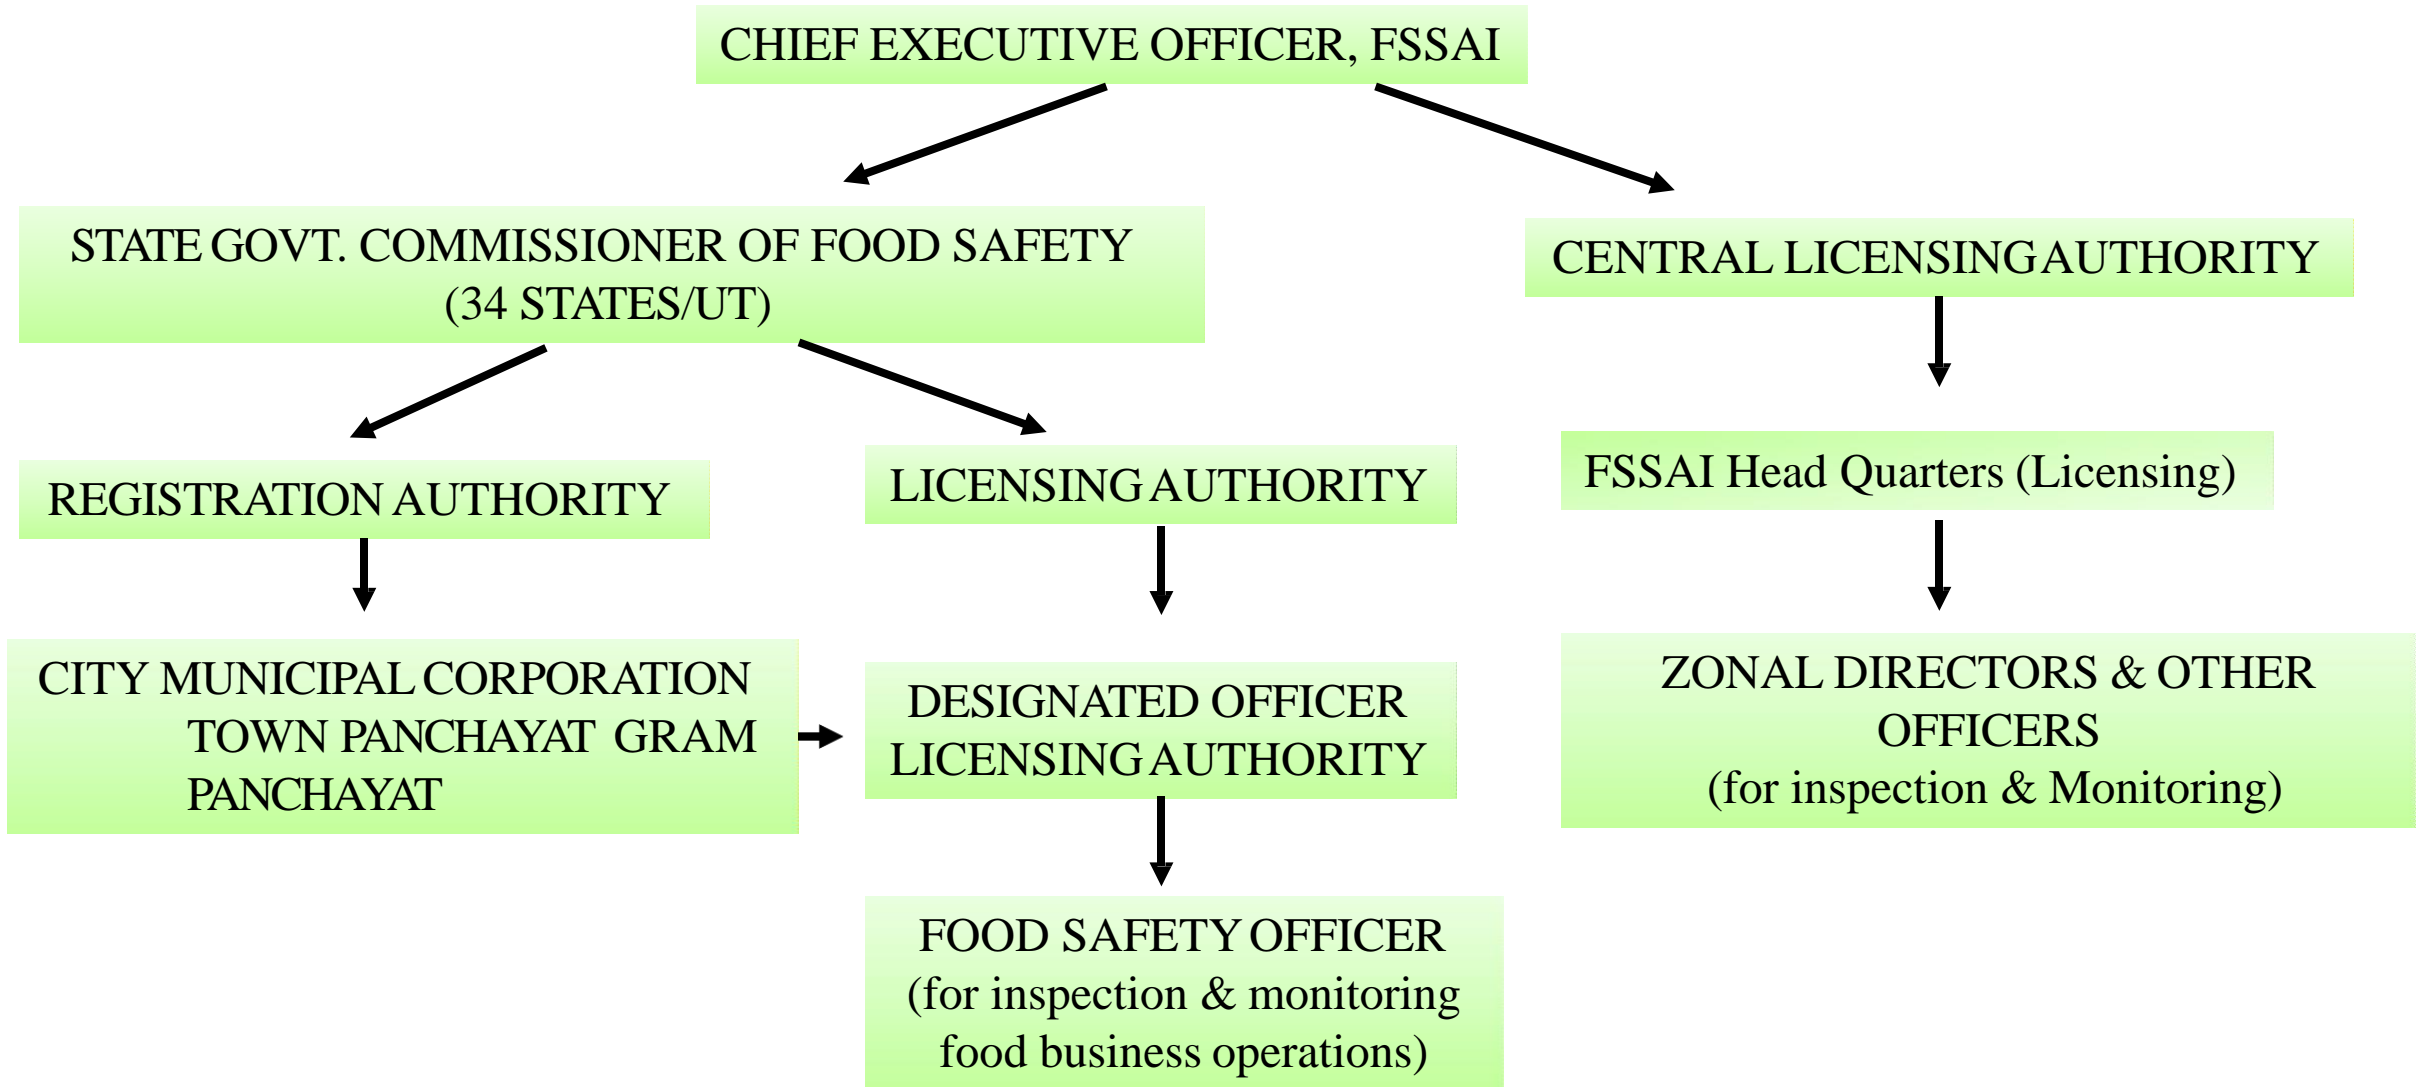 CHIEF EXECUTIVE OFFICER, FSSAI
STATE GOVT. COMMISSIONER OF FOOD SAFETY
(34 STATES/UT)
CENTRAL LICENSING AUTHORITY
REGISTRATION AUTHORITY
LICENSING AUTHORITY
FSSAI Head Quarters (Licensing)
CITY MUNICIPAL CORPORATION
TOWN PANCHAYAT GRAM
PANCHAYAT
DESIGNATED OFFICER
LICENSING AUTHORITY
ZONAL DIRECTORS & OTHER
OFFICERS
(for inspection & Monitoring)
FOOD SAFETY OFFICER
(for inspection & monitoring
food business operations)